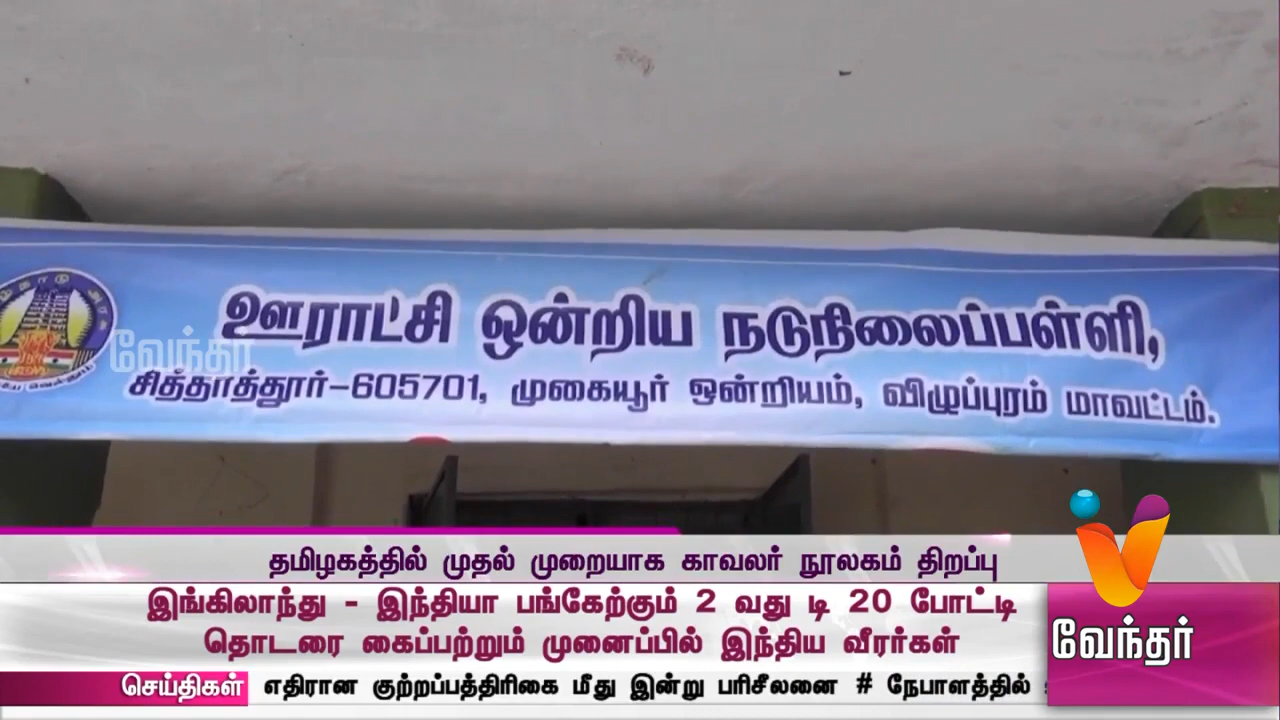 ஊராட்சி ஒன்றிய நடுநிலைப்பள்ளி,
சித்தாத்தூர்-605701, முகையூர் ஒன்றியம், விழுப்புரம் மாவட்டம்.
வேந்தர்
தமிழகத்தில் முதல் முறையாக காவலர் நூலகம் திறப்பு
இங்கிலாந்து - இந்தியா பங்கேற்கும் 2 வது டி 20 போட்டி
தொடரை கைப்பற்றும் முனைப்பில் இந்திய வீரர்கள்
வேந்தர்
செய்திகள் எதிரான குற்றப்பத்திரிகை மீது இன்று பரிசீலனை # நேபாளத்தில்